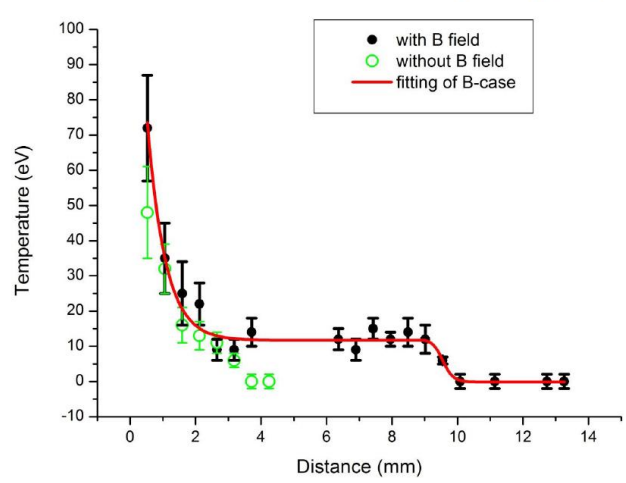 with B field
without B field
fitting of B-case
100
90
80
70
60
50
40
30
20
10
0
-10
Temperature (eV)
0 2 4 6 8 10 12 14
Distance (mm)